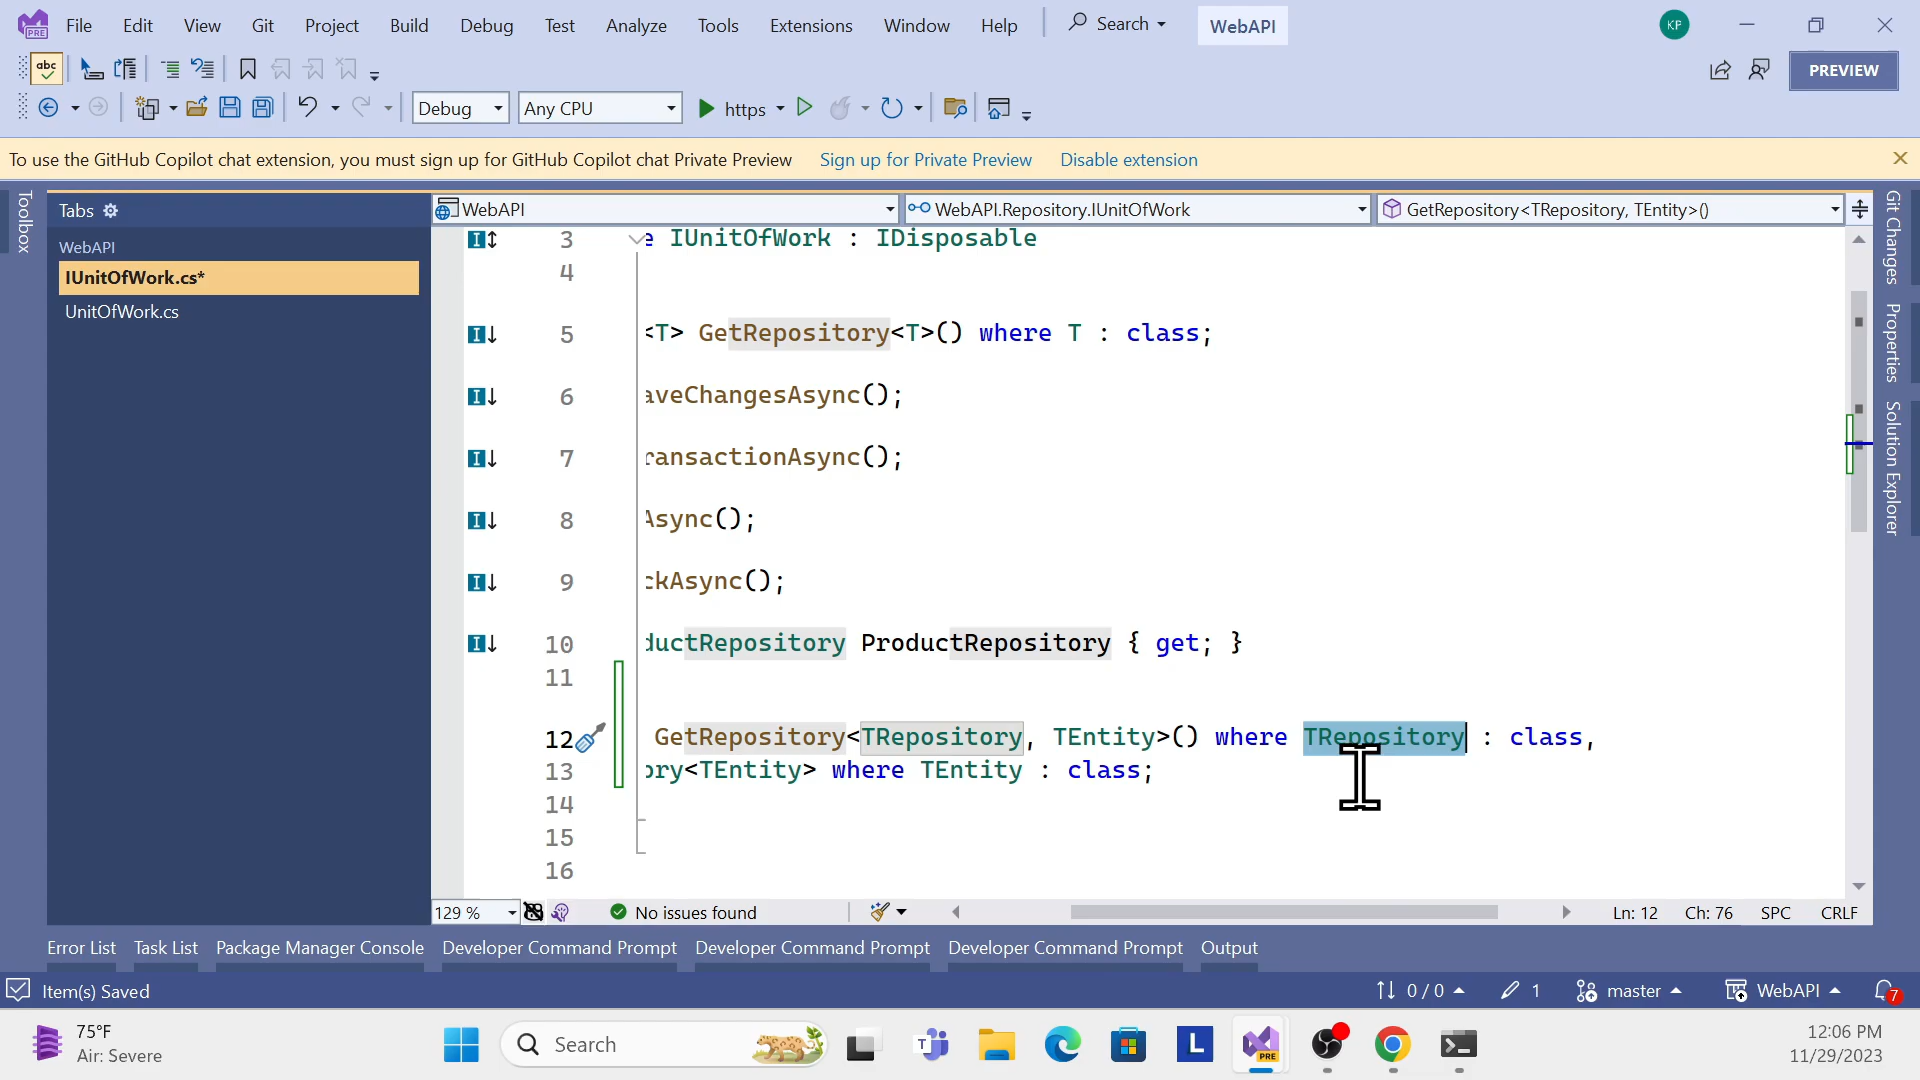 PRE File Edit View Git Project Build Debug Test Analyze Tools Extensions Window Help Search WebAPI KP
abc PREVIEW
Debug Any CPU https
To use the GitHub Copilot chat extension, you must sign up for GitHub Copilot chat Private Preview Sign up for Private Preview Disable extension
Toolbox
Tabs
WebAPI
IUnitOfWork.cs*
UnitOfWork.cs
WebAPI WebAPI.Repository.IUnitOfWork GetRepository<TRepository, TEntity>()
3 e IUnitOfWork : IDisposable
4
5 <T> GetRepository<T>() where T : class;
6 aveChangesAsync();
7 ransactionAsync();
8 Async();
9 ckAsync();
10 ductRepository ProductRepository { get; }
11
12 GetRepository<TRepository, TEntity>() where TRepository : class,
13 ory<TEntity> where TEntity : class;
14
15
16
Git Changes
Properties
Solution Explorer
129 % No issues found Ln: 12 Ch: 76 SPC CRLF
Error List Task List Package Manager Console Developer Command Prompt Developer Command Prompt Developer Command Prompt Output
Item(s) Saved 0 / 0 1 master WebAPI 7
75°F
Air: Severe
Search
T
L
PRE
12:06 PM
11/29/2023